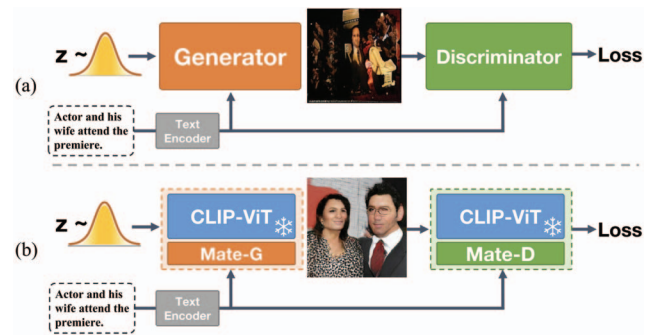 z ~
Generator
Discriminator
Loss
(a)
Actor and his
wife attend the
premiere.
Text
Encoder
z ~
CLIP-ViT
Mate-G
CLIP-ViT
Mate-D
Loss
(b)
Actor and his
wife attend the
premiere.
Text
Encoder